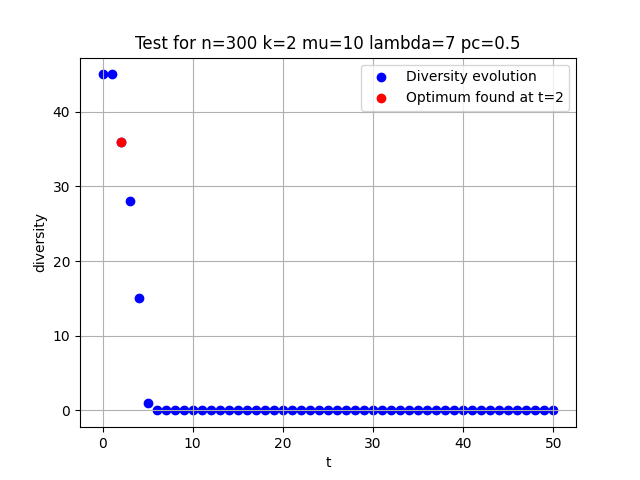 Test for n=300 k=2 mu=10 lambda=7 pc=0.5
Diversity evolution
Optimum found at t=2
diversity
40
30
20
10
0
0 10 20 30 40 50
t